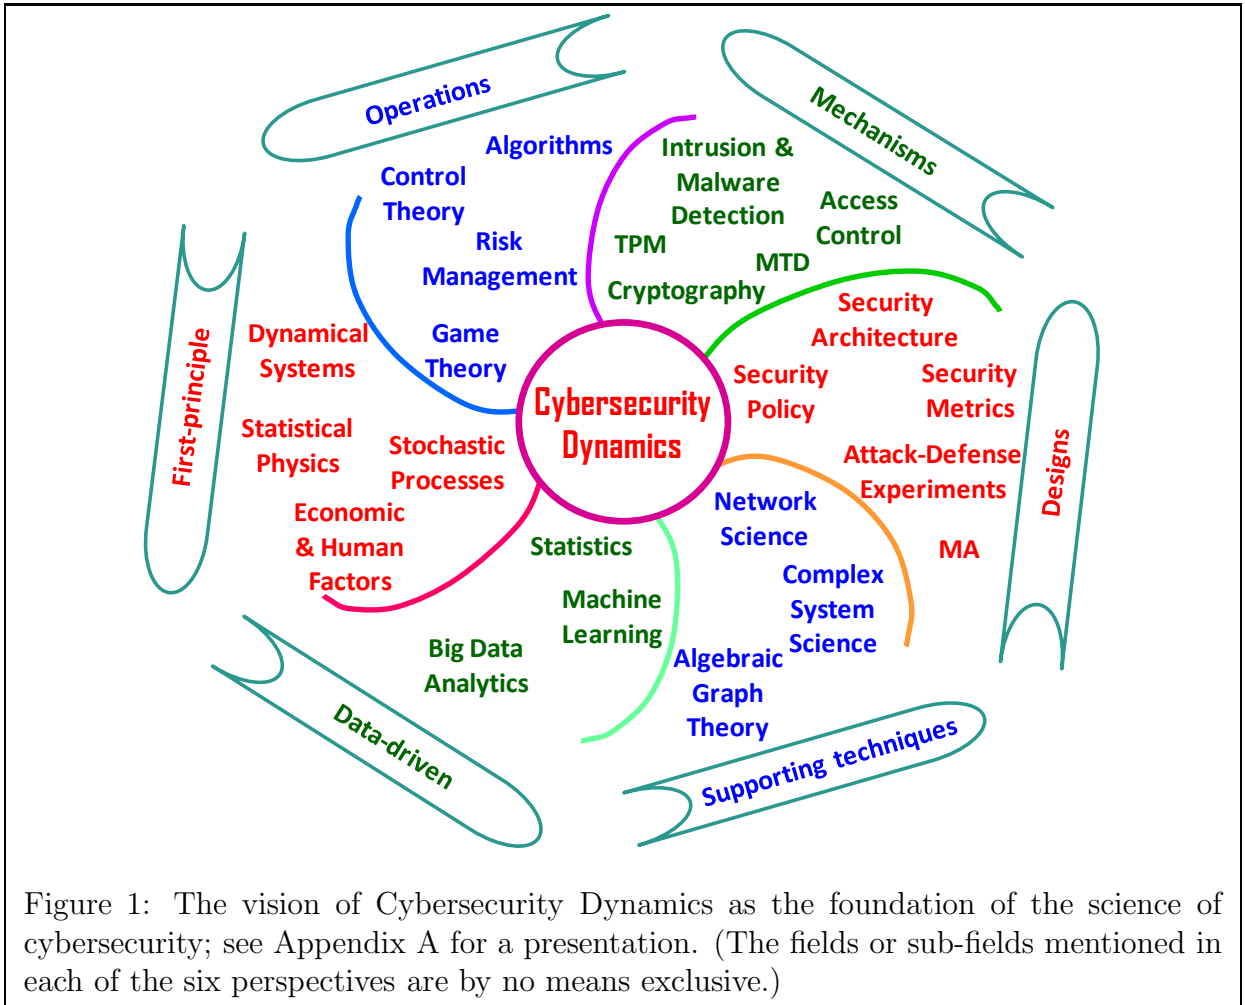 Operations
Algorithms
Control
Theory
Risk
Management
Game
Theory
Mechanisms
Intrusion &
Malware
Detection
Access
Control
TPM
MTD
Cryptography
Security
Architecture
Security
Policy
Security
Metrics
Attack-Defense
Experiments
MA
Designs
Cybersecurity
Dynamics
First-principle
Dynamical
Systems
Statistical
Physics
Stochastic
Processes
Economic
& Human
Factors
Statistics
Machine
Learning
Big Data
Analytics
Data-driven
Network
Science
Complex
System
Science
Algebraic
Graph
Theory
Supporting techniques
Figure 1: The vision of Cybersecurity Dynamics as the foundation of the science of
cybersecurity; see Appendix A for a presentation. (The fields or sub-fields mentioned in
each of the six perspectives are by no means exclusive.)